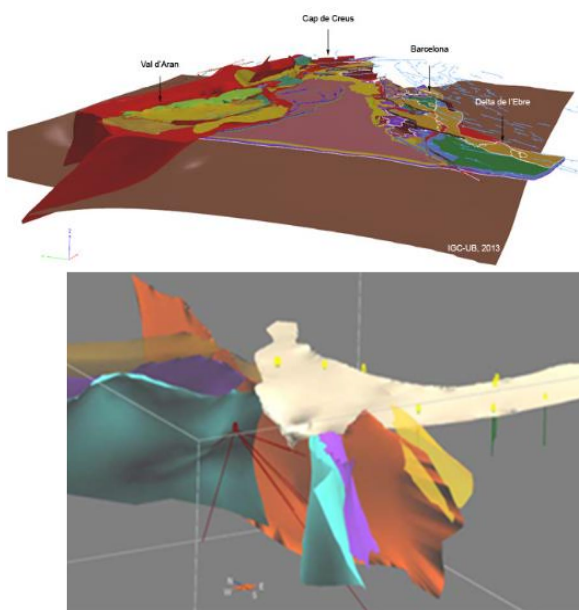 Cap de Creus
Barcelona
Val d'Aran
Delta de l'Ebre
IGC-UB, 2013
N
E
W
S